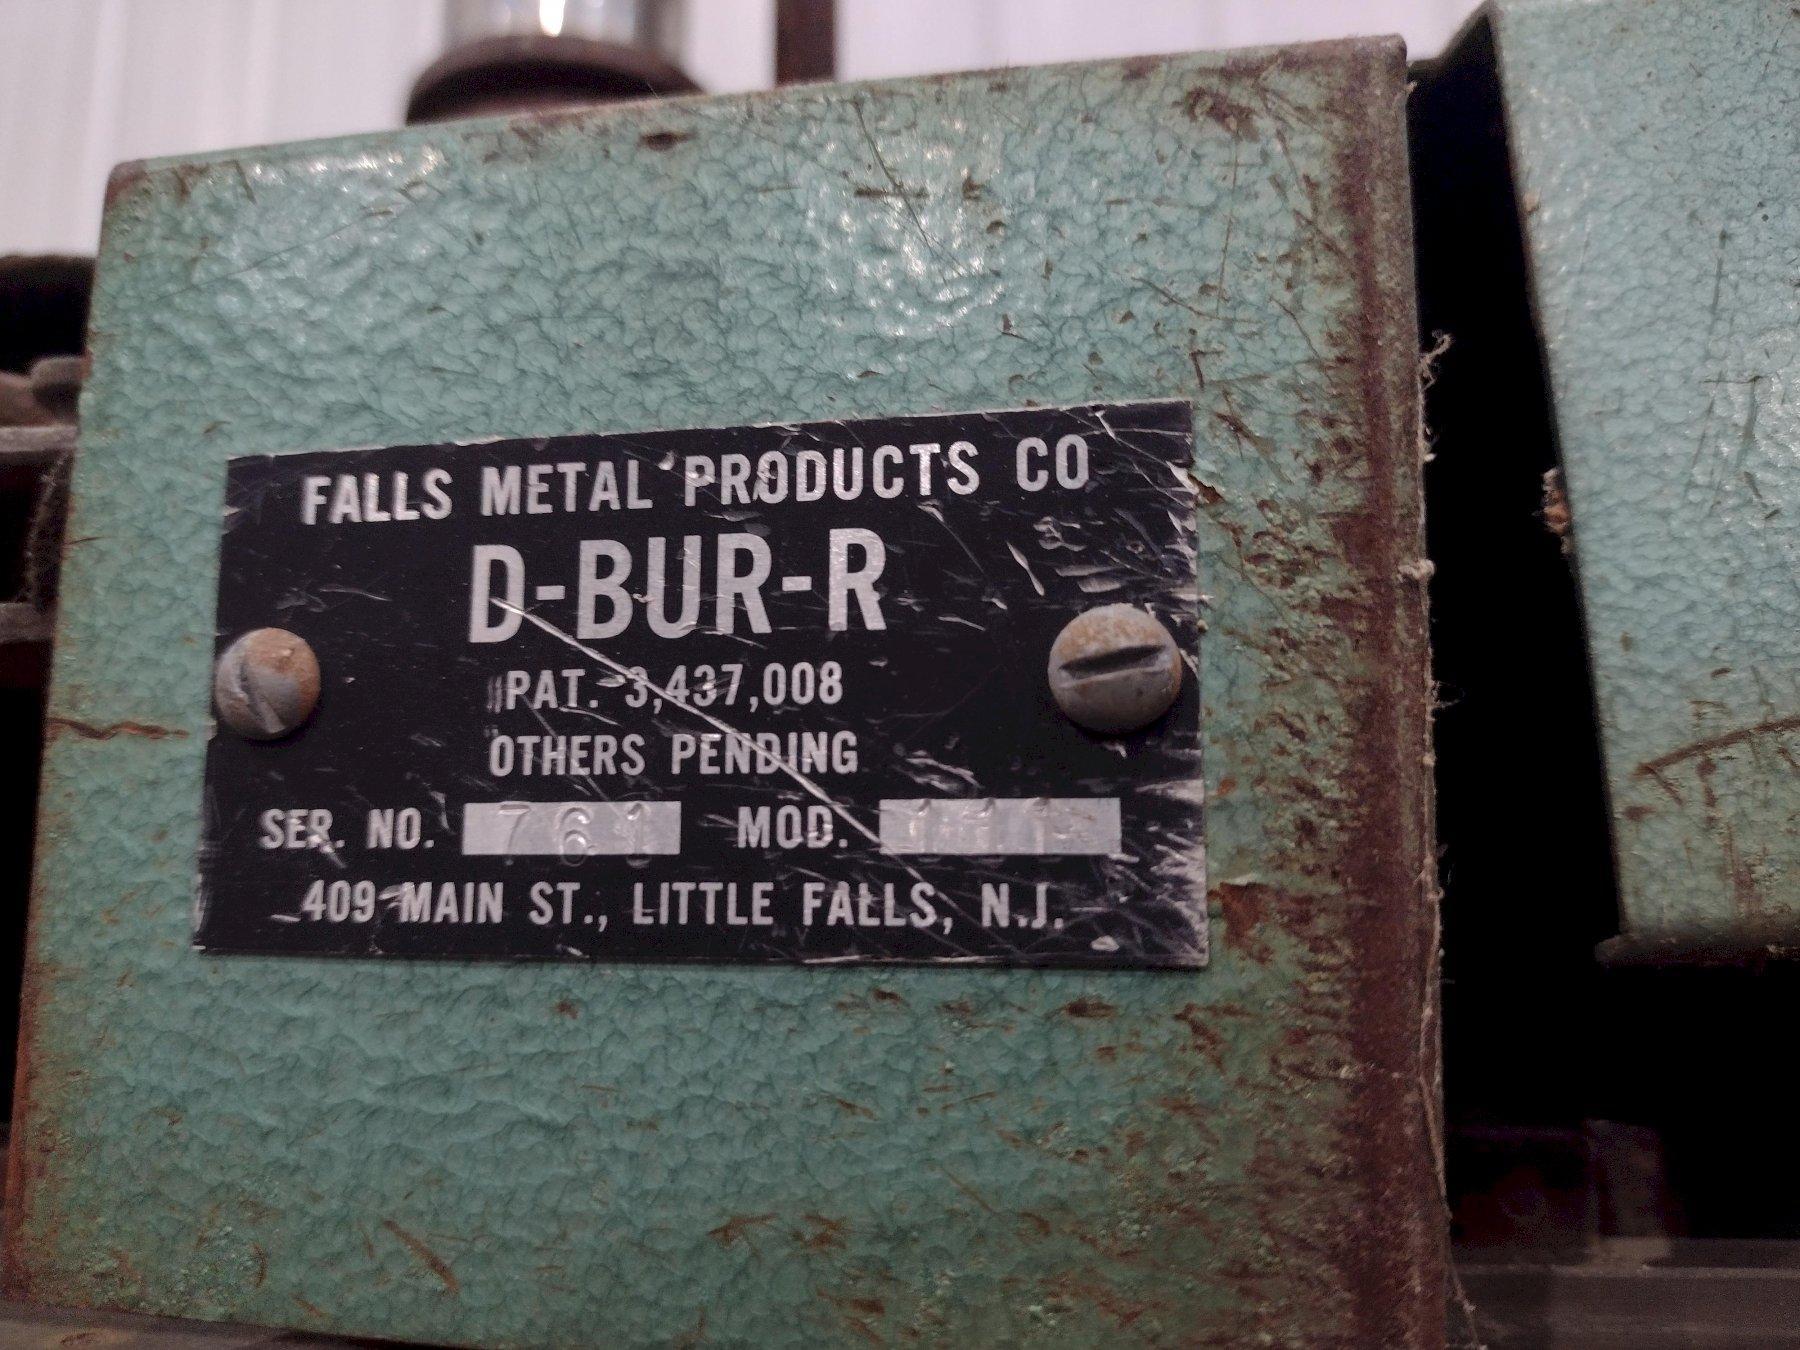 FALLS METAL PRODUCTS CO
D-BUR-R
PAT. 3,437,008
OTHERS PENDING
SER. NO. 761 MOD.
409 MAIN ST., LITTLE FALLS, N.J.